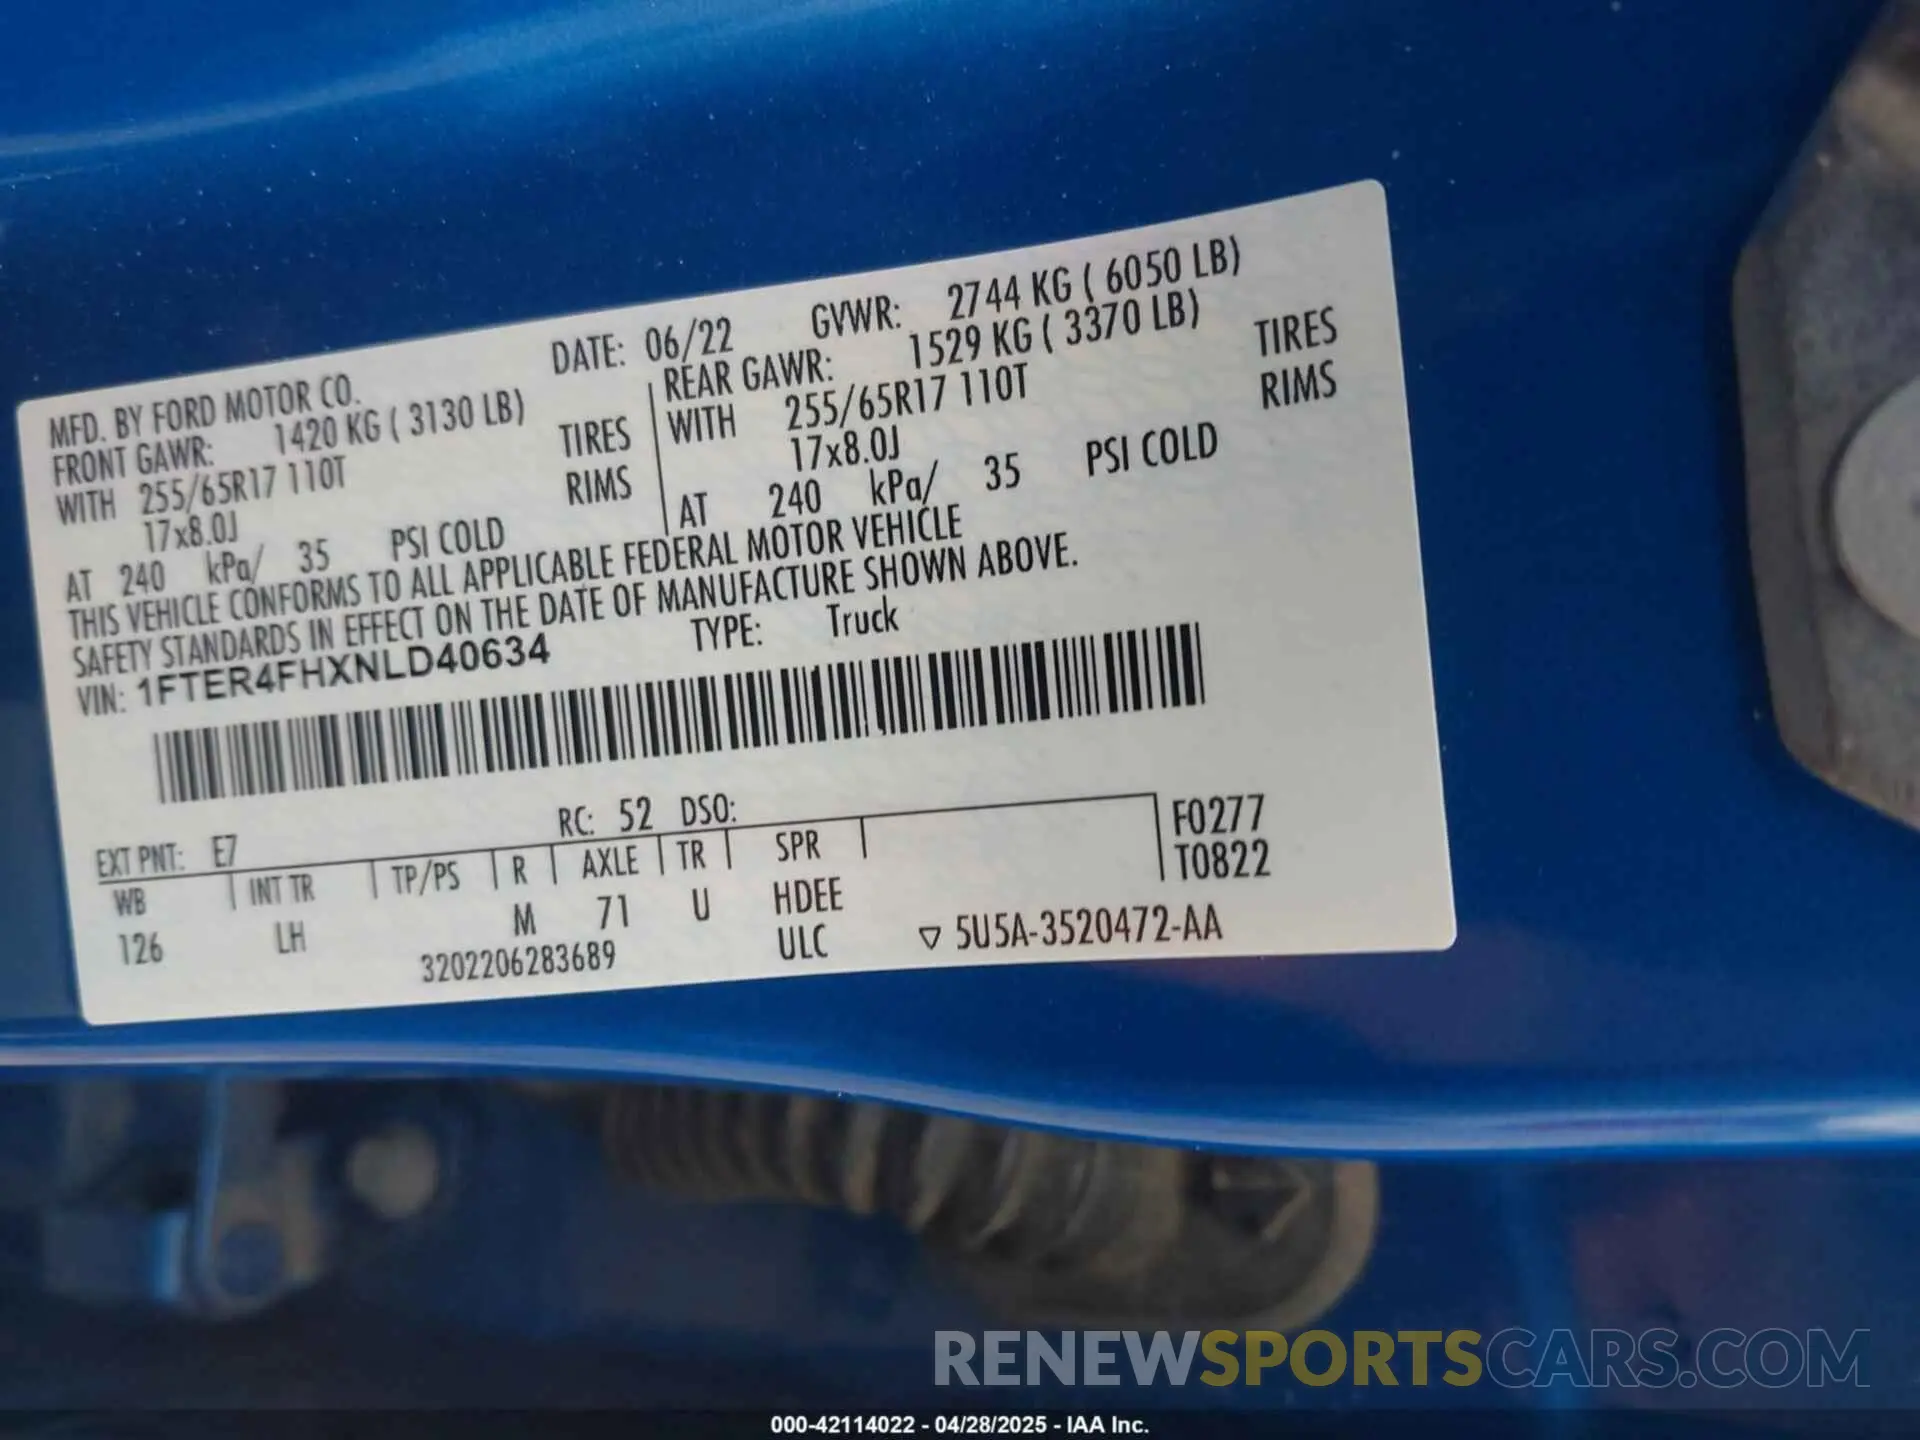 MFD. BY FORD MOTOR CO.
DATE: 06/22
GVWR: 2744 KG ( 6050 LB)
FRONT GAWR: 1420 KG ( 3130 LB)
WITH 255/65R17 110T TIRES
17x8.0J RIMS
AT 240 kPa/ 35 PSI COLD
REAR GAWR: 1529 KG ( 3370 LB)
WITH 255/65R17 110T TIRES
17x8.0J RIMS
AT 240 kPa/ 35 PSI COLD
THIS VEHICLE CONFORMS TO ALL APPLICABLE FEDERAL MOTOR VEHICLE
SAFETY STANDARDS IN EFFECT ON THE DATE OF MANUFACTURE SHOWN ABOVE.
VIN: 1FTER4FHXNLD40634 TYPE: Truck
EXT PNT: E7 RC: 52 DSO:
WB INT TR TP/PS R AXLE TR SPR F0277
126 LH M 71 U HDEE T0822
3202206283689 ULC ▽ 5U5A-3520472-AA
RENEWSPORTSCARS.COM
000-42114022 - 04/28/2025 - IAA Inc.